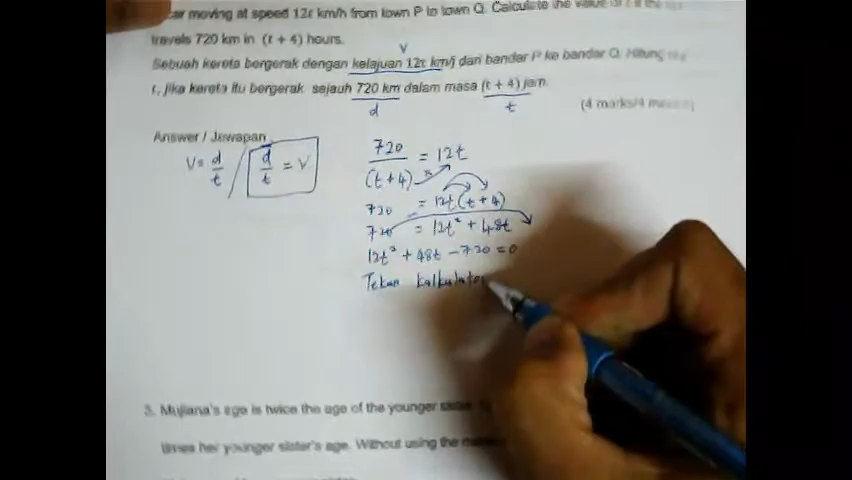 car moving at speed 12t km/h from town P to town Q. Calculate the value of t if the
travels 720 km in (t + 4) hours.
V
Sebuah kereta bergerak dengan kelajuan 12t km/j dari bandar P ke bandar Q. Hitung
t, jika kereta itu bergerak sejauh 720 km dalam masa (t + 4) jam.
d t
(4 marks/4
Answer / Jawapan
V = d/t / d/t = V
720/(t+4) = 12t
x
720 = 12t(t + 4)
720 = 12t² + 48t
12t² + 48t - 720 = 0
Tekan kalkulator
3. Mujiana's age is twice the age of the younger sister.
times her younger sister's age. Without using the